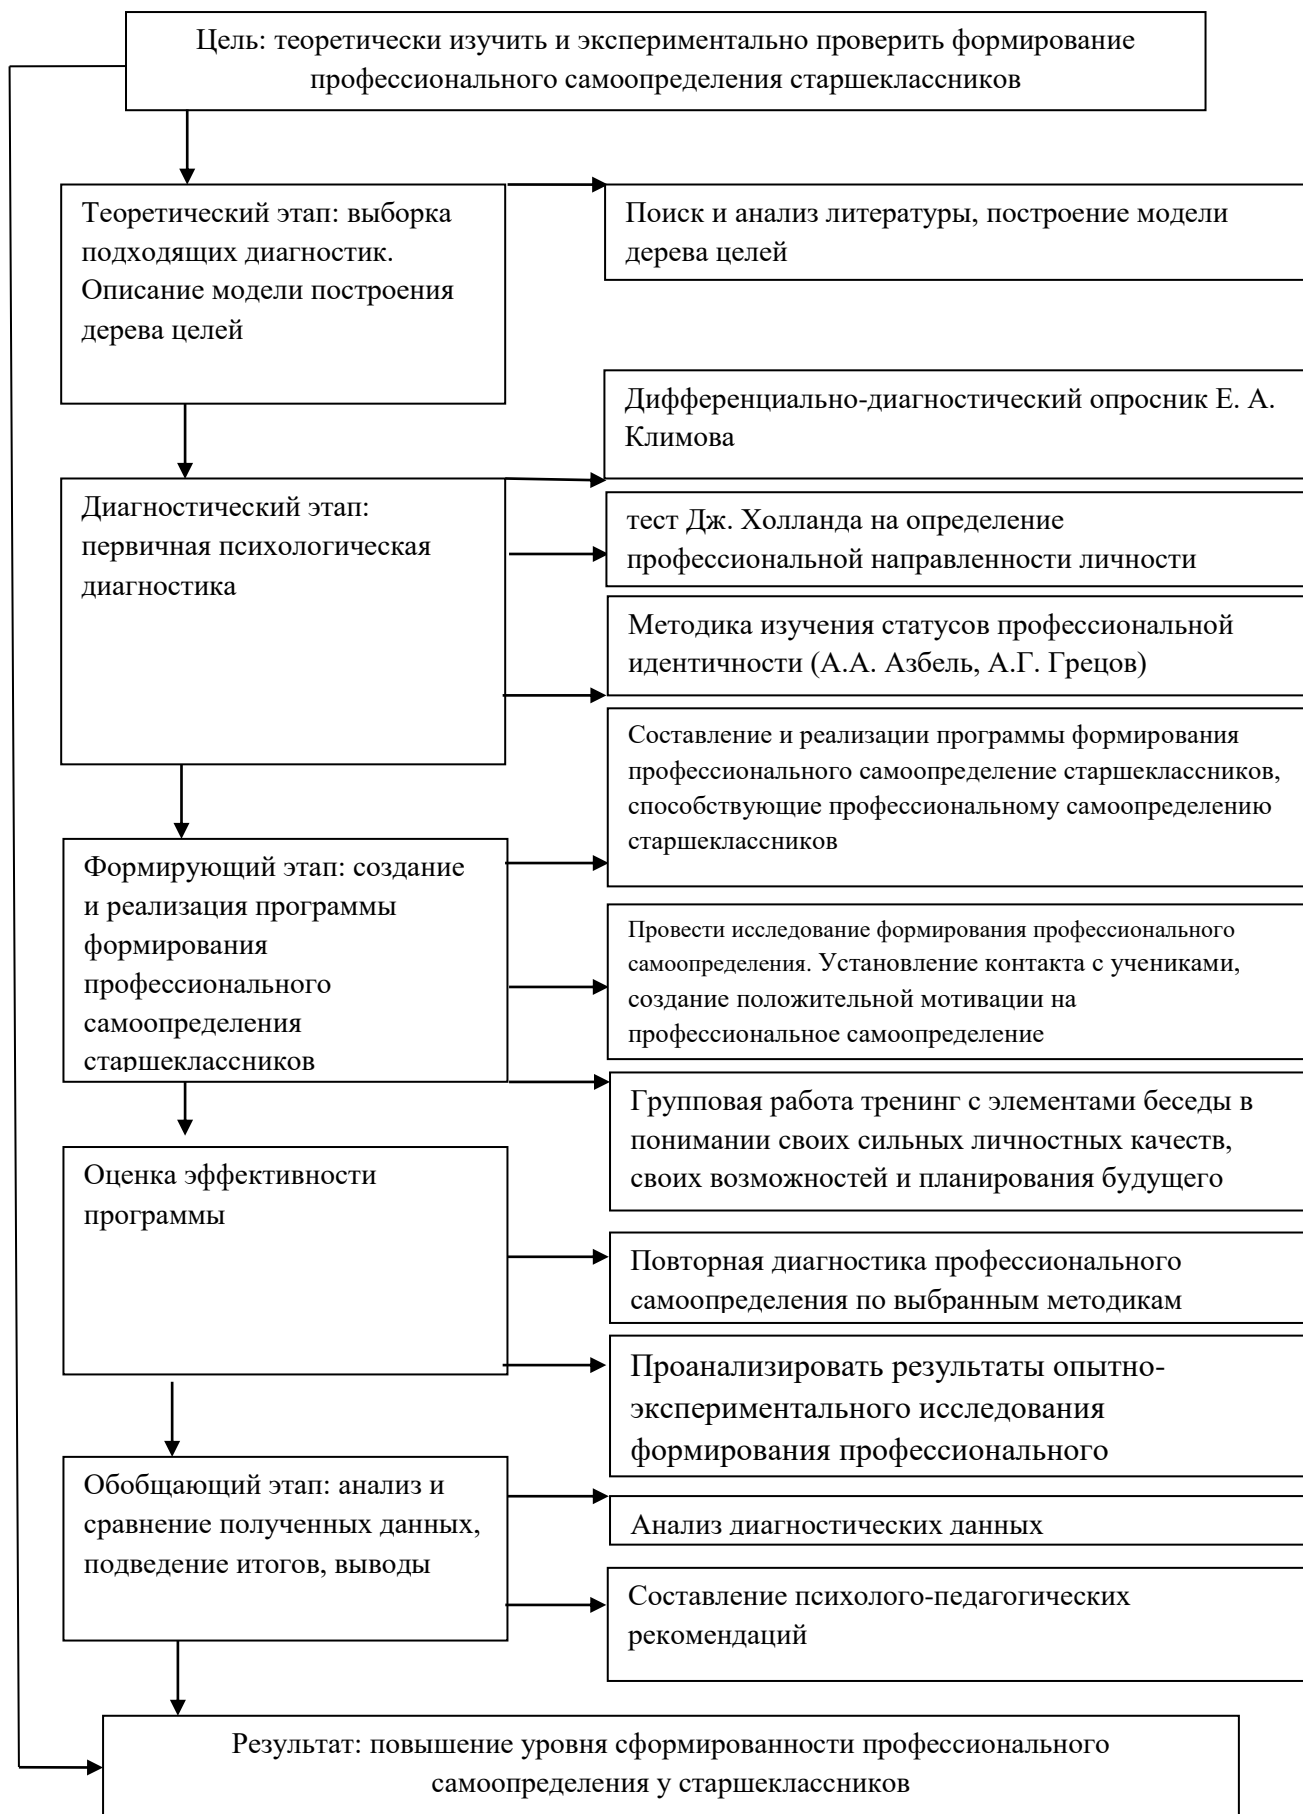 Цель: теоретически изучить и экспериментально проверить формирование
профессионального самоопределения старшеклассников
Теоретический этап: выборка
подходящих диагностик.
Описание модели построения
дерева целей
Поиск и анализ литературы, построение модели
дерева целей
Дифференциально-диагностический опросник Е. А.
Климова
Диагностический этап:
первичная психологическая
диагностика
тест Дж. Холланда на определение
профессиональной направленности личности
Методика изучения статусов профессиональной
идентичности (А.А. Азбель, А.Г. Грецов)
Составление и реализации программы формирования
профессионального самоопределение старшеклассников,
способствующие профессиональному самоопределению
старшеклассников
Формирующий этап: создание
и реализация программы
формирования
профессионального
самоопределения
старшеклассников
Провести исследование формирования профессионального
самоопределения. Установление контакта с учениками,
создание положительной мотивации на
профессиональное самоопределение
Групповая работа тренинг с элементами беседы в
понимании своих сильных личностных качеств,
своих возможностей и планирования будущего
Оценка эффективности
программы
Повторная диагностика профессионального
самоопределения по выбранным методикам
Проанализировать результаты опытно-
экспериментального исследования
формирования профессионального
Обобщающий этап: анализ и
сравнение полученных данных,
подведение итогов, выводы
Анализ диагностических данных
Составление психолого-педагогических
рекомендаций
Результат: повышение уровня сформированности профессионального
самоопределения у старшеклассников